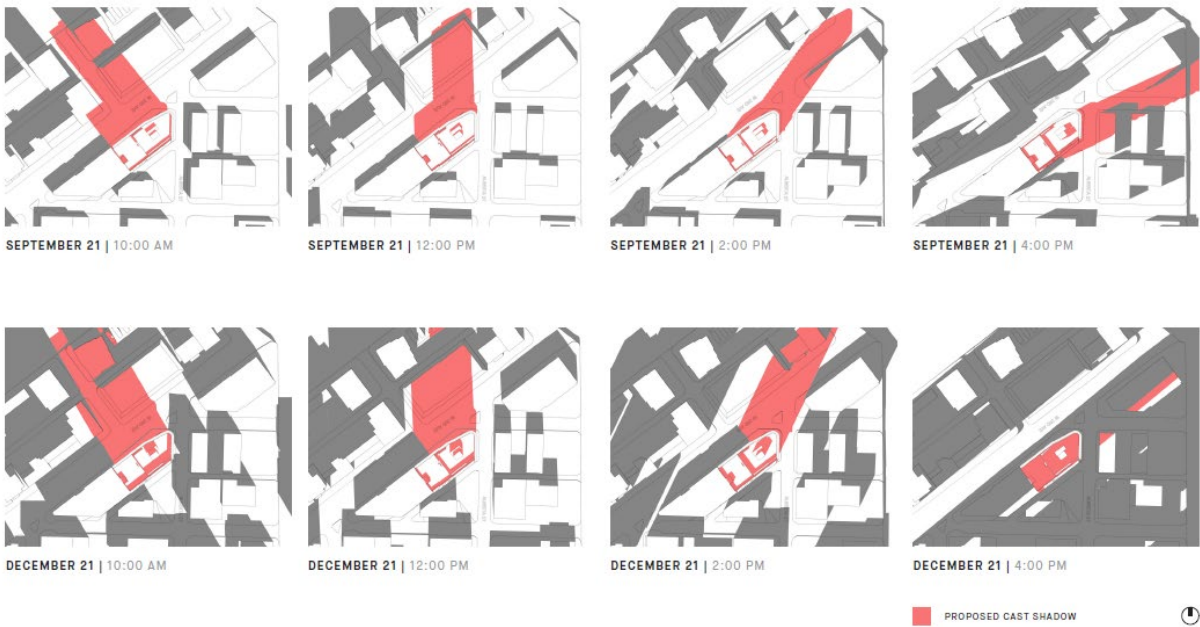 SEPTEMBER 21 | 10:00 AM
SEPTEMBER 21 | 12:00 PM
SEPTEMBER 21 | 2:00 PM
SEPTEMBER 21 | 4:00 PM
DECEMBER 21 | 10:00 AM
DECEMBER 21 | 12:00 PM
DECEMBER 21 | 2:00 PM
DECEMBER 21 | 4:00 PM
PROPOSED CAST SHADOW